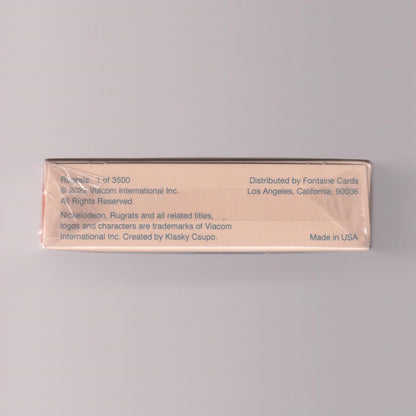 Rugrats 1 of 3500
© 2022 Viacom International Inc.
All Rights Reserved.
Nickelodeon, Rugrats and all related titles,
logos and characters are trademarks of Viacom
International Inc. Created by Klasky Csupo.
Distributed by Fontaine Cards
Los Angeles, California, 90036
Made in USA